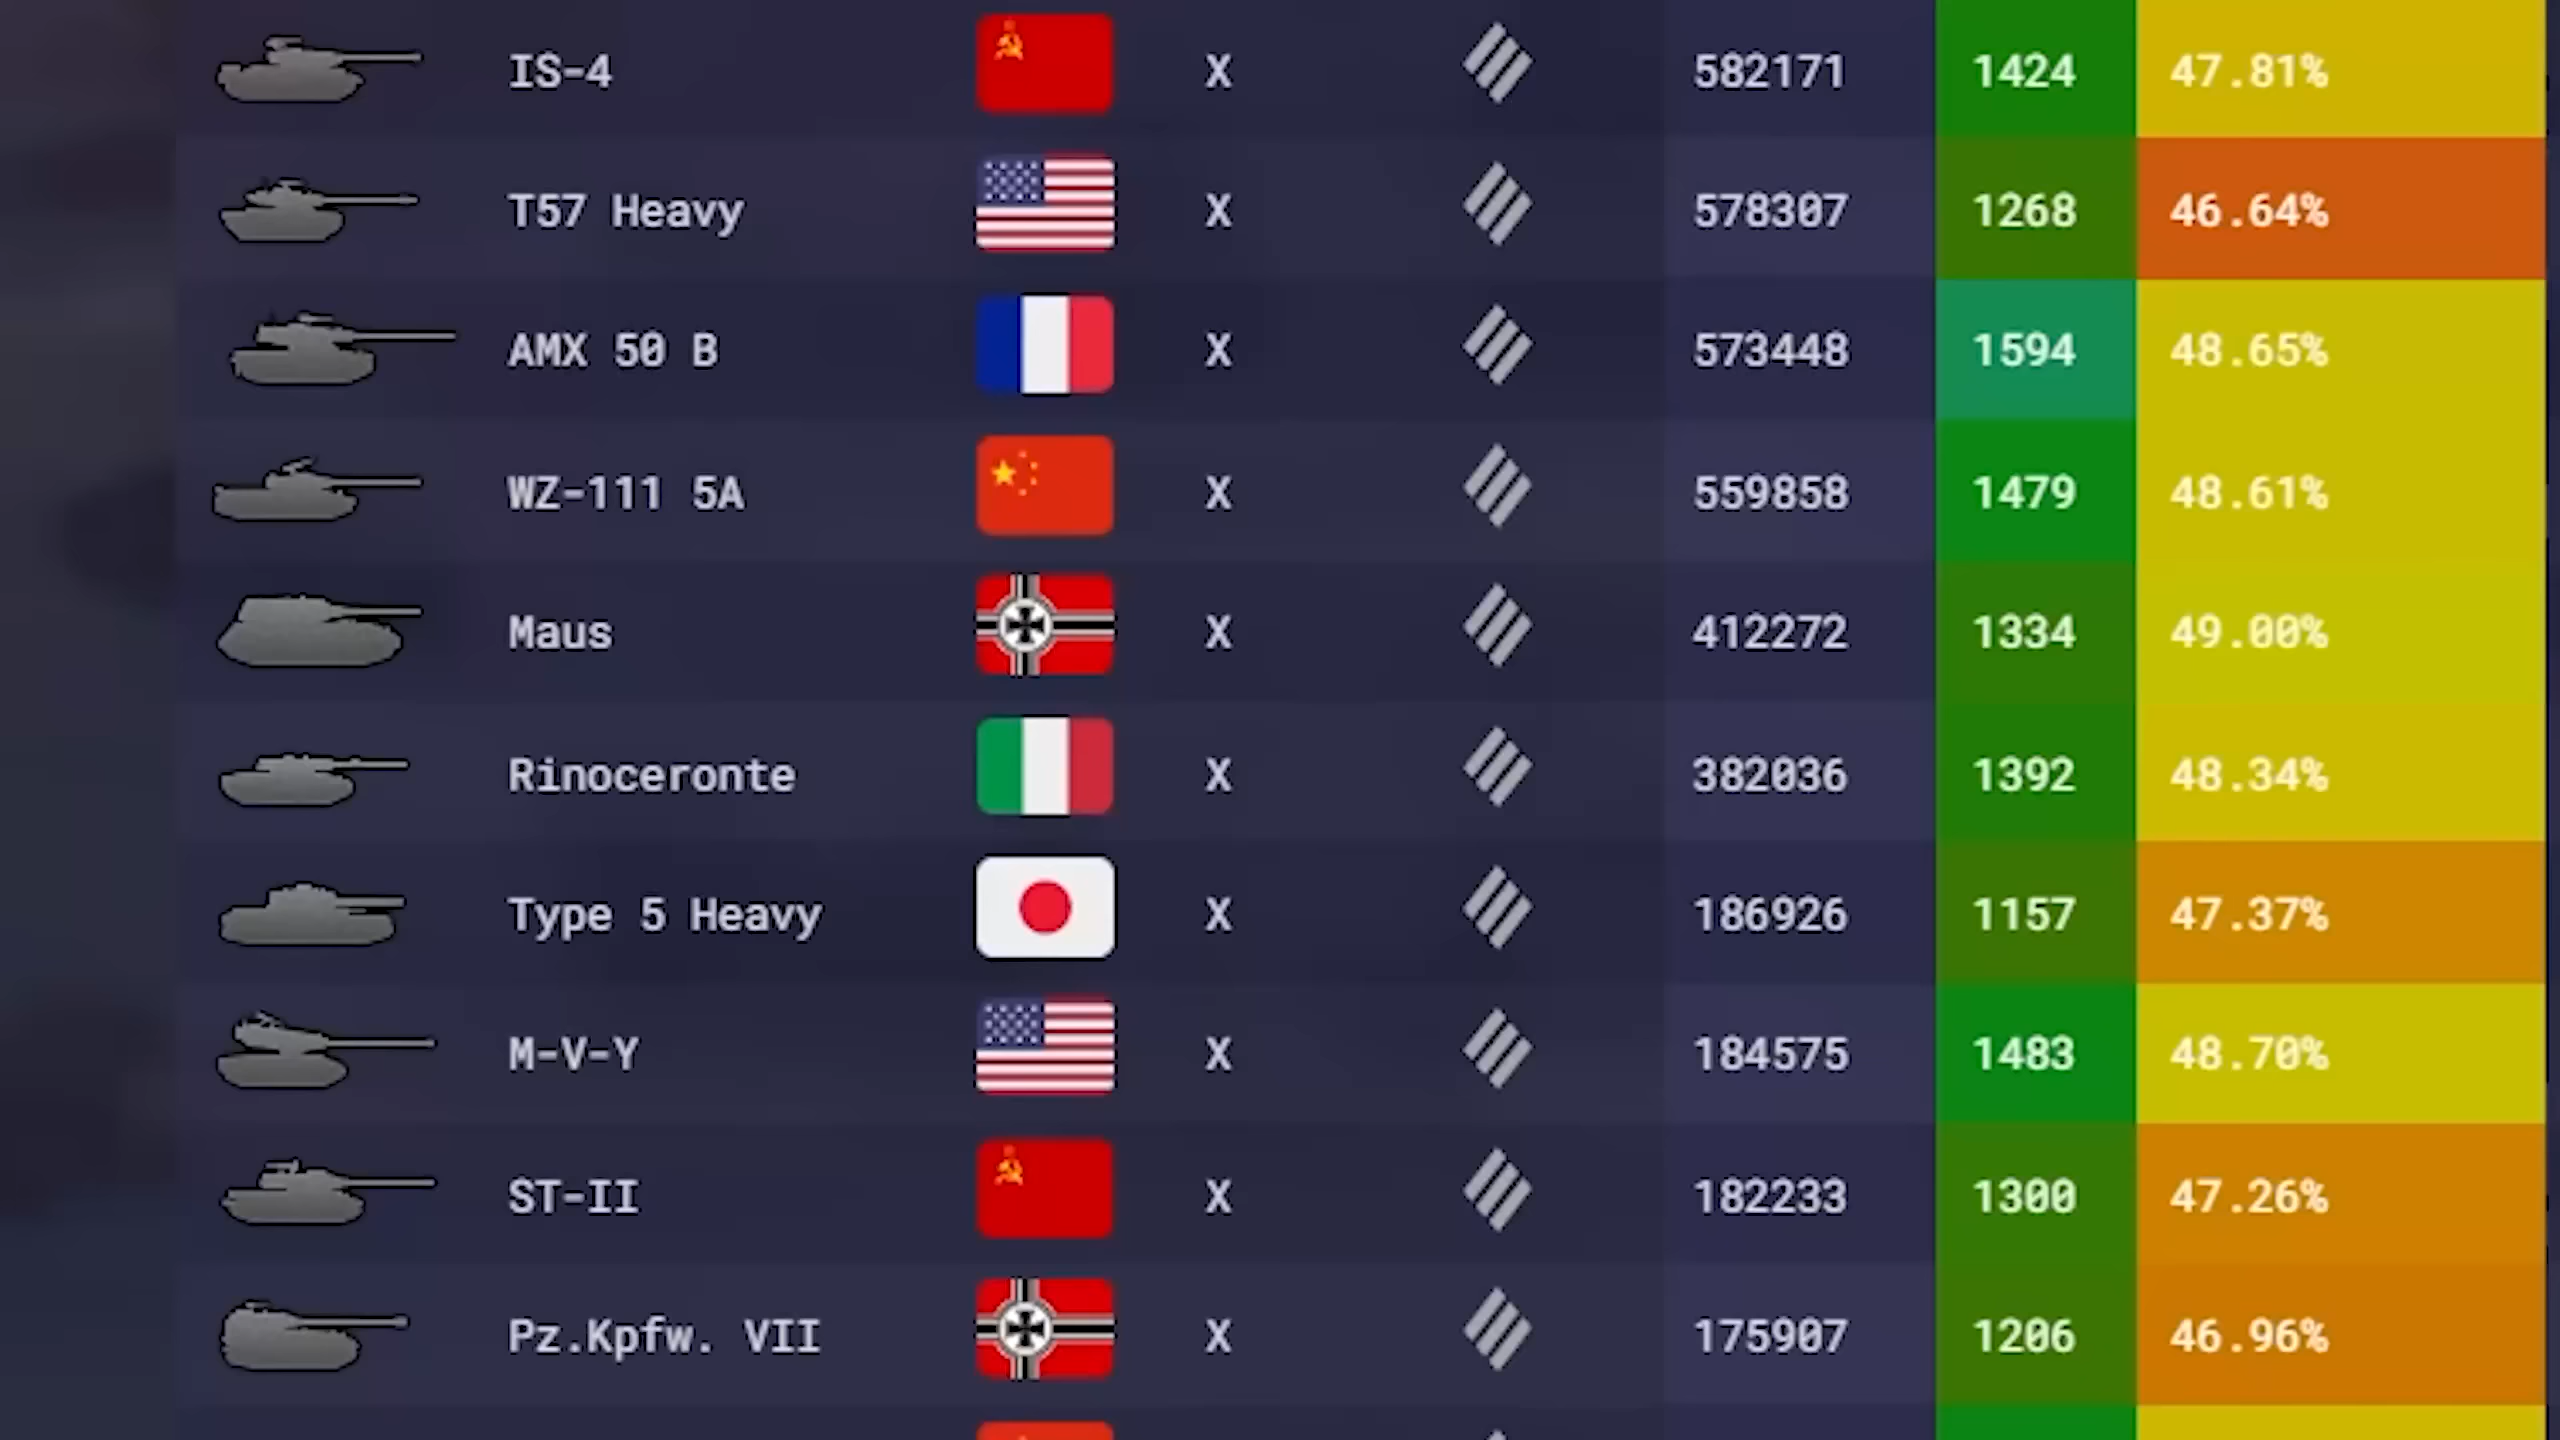 IS-4 X 582171 1424 47.81%
T57 Heavy X 578307 1268 46.64%
AMX 50 B X 573448 1594 48.65%
WZ-111 5A X 559858 1479 48.61%
Maus X 412272 1334 49.00%
Rinoceronte X 382036 1392 48.34%
Type 5 Heavy X 186926 1157 47.37%
M-V-Y X 184575 1483 48.70%
ST-II X 182233 1300 47.26%
Pz.Kpfw. VII X 175907 1206 46.96%